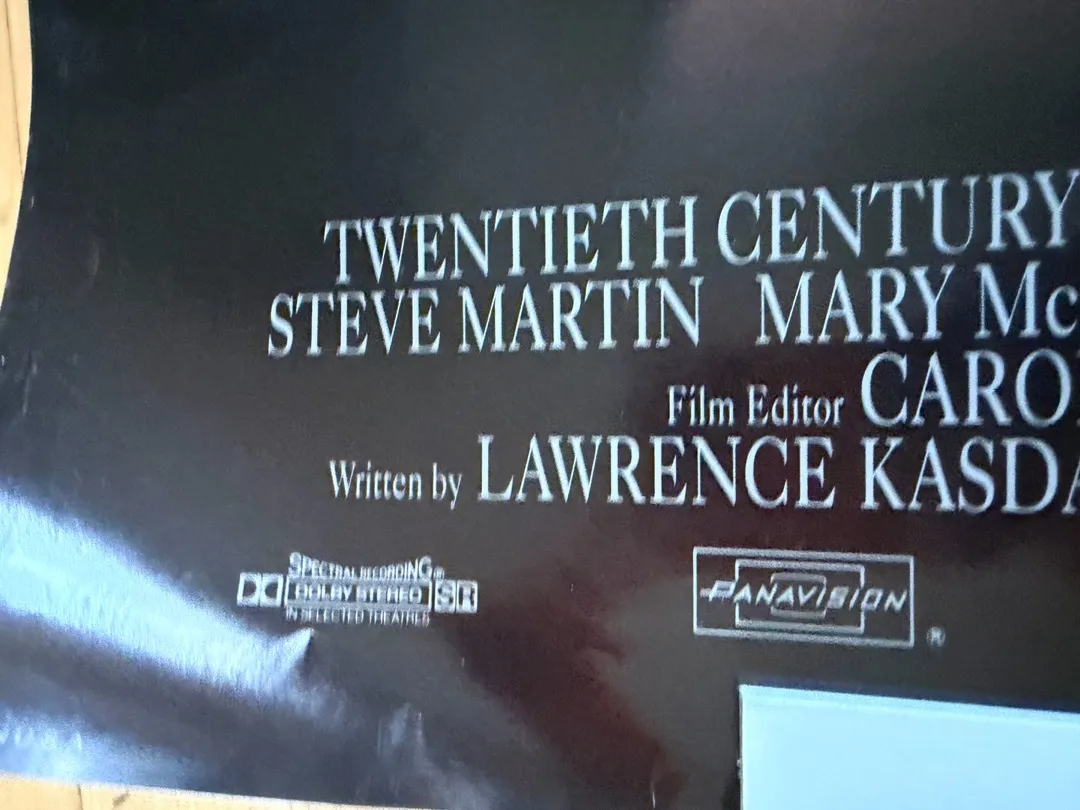 TWENTIETH CENTURY
STEVE MARTIN MARY Mc
Film Editor CARO
Written by LAWRENCE KASDA
SPECTRAL RECORDING
DOLBY STEREO SR
IN SELECTED THEATRES
PANAVISION ®